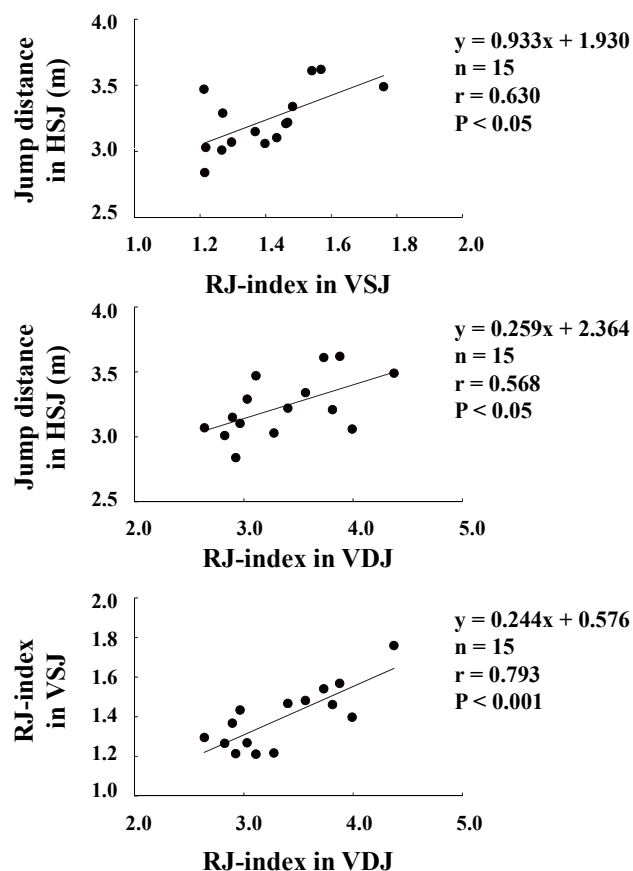 4.0
3.5
3.0
2.5
Jump distance
in HSJ (m)
1.0 1.2 1.4 1.6 1.8 2.0
RJ-index in VSJ
y = 0.933x + 1.930
n = 15
r = 0.630
P < 0.05
4.0
3.5
3.0
2.5
Jump distance
in HSJ (m)
2.0 3.0 4.0 5.0
RJ-index in VDJ
y = 0.259x + 2.364
n = 15
r = 0.568
P < 0.05
2.0
1.8
1.6
1.4
1.2
1.0
RJ-index
in VSJ
2.0 3.0 4.0 5.0
RJ-index in VDJ
y = 0.244x + 0.576
n = 15
r = 0.793
P < 0.001